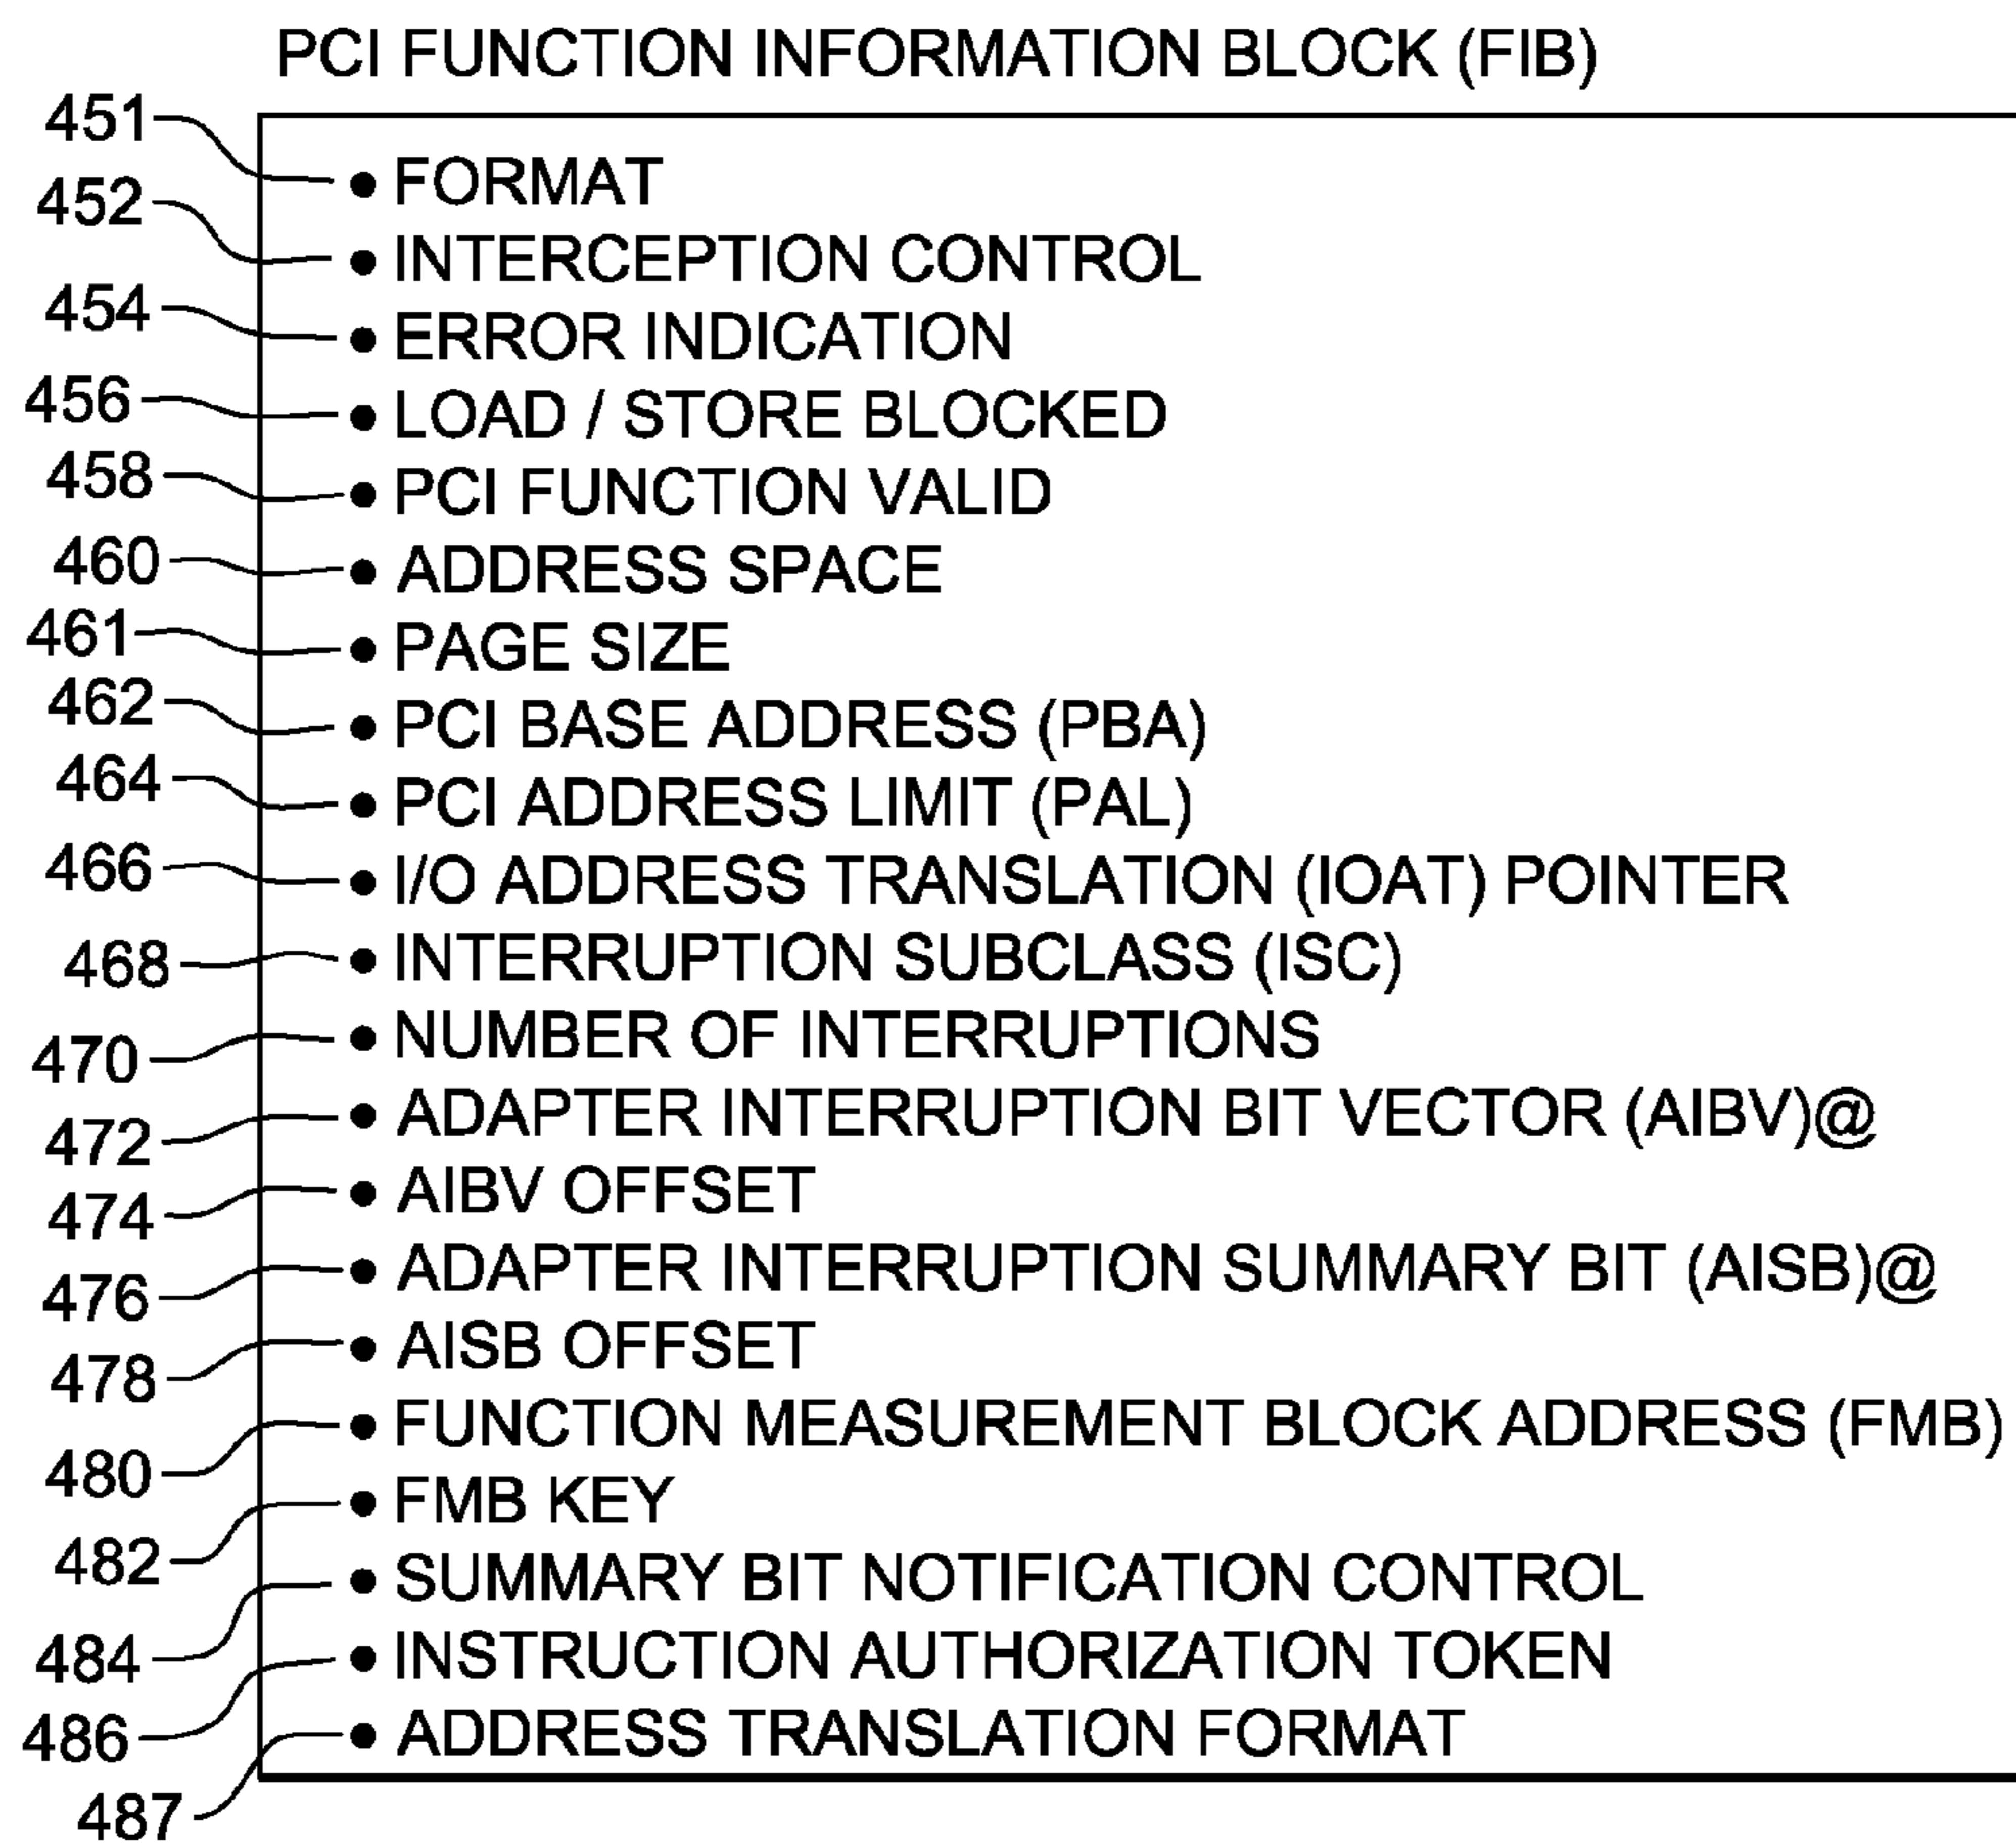 PCI FUNCTION INFORMATION BLOCK (FIB)
451 • FORMAT
452 • INTERCEPTION CONTROL
454 • ERROR INDICATION
456 • LOAD / STORE BLOCKED
458 • PCI FUNCTION VALID
460 • ADDRESS SPACE
461 • PAGE SIZE
462 • PCI BASE ADDRESS (PBA)
464 • PCI ADDRESS LIMIT (PAL)
466 • I/O ADDRESS TRANSLATION (IOAT) POINTER
468 • INTERRUPTION SUBCLASS (ISC)
470 • NUMBER OF INTERRUPTIONS
472 • ADAPTER INTERRUPTION BIT VECTOR (AIBV)@
474 • AIBV OFFSET
476 • ADAPTER INTERRUPTION SUMMARY BIT (AISB)@
478 • AISB OFFSET
480 • FUNCTION MEASUREMENT BLOCK ADDRESS (FMB)
482 • FMB KEY
484 • SUMMARY BIT NOTIFICATION CONTROL
486 • INSTRUCTION AUTHORIZATION TOKEN
487 • ADDRESS TRANSLATION FORMAT